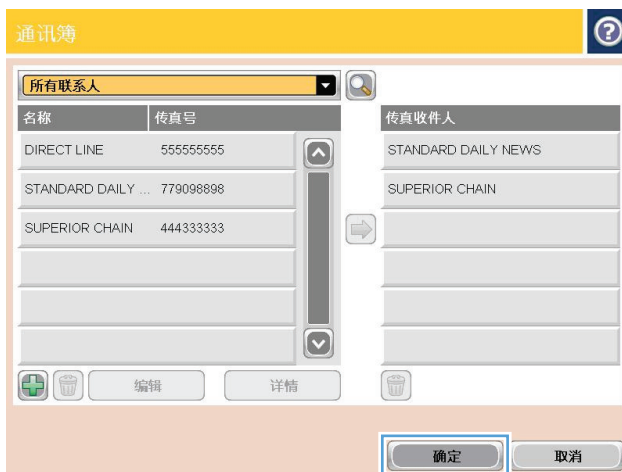 通讯簿
所有联系人
名称 传真号 传真收件人
DIRECT LINE 555555555 STANDARD DAILY NEWS
STANDARD DAILY ... 779098898 SUPERIOR CHAIN
SUPERIOR CHAIN 444333333
编辑 详情
确定 取消